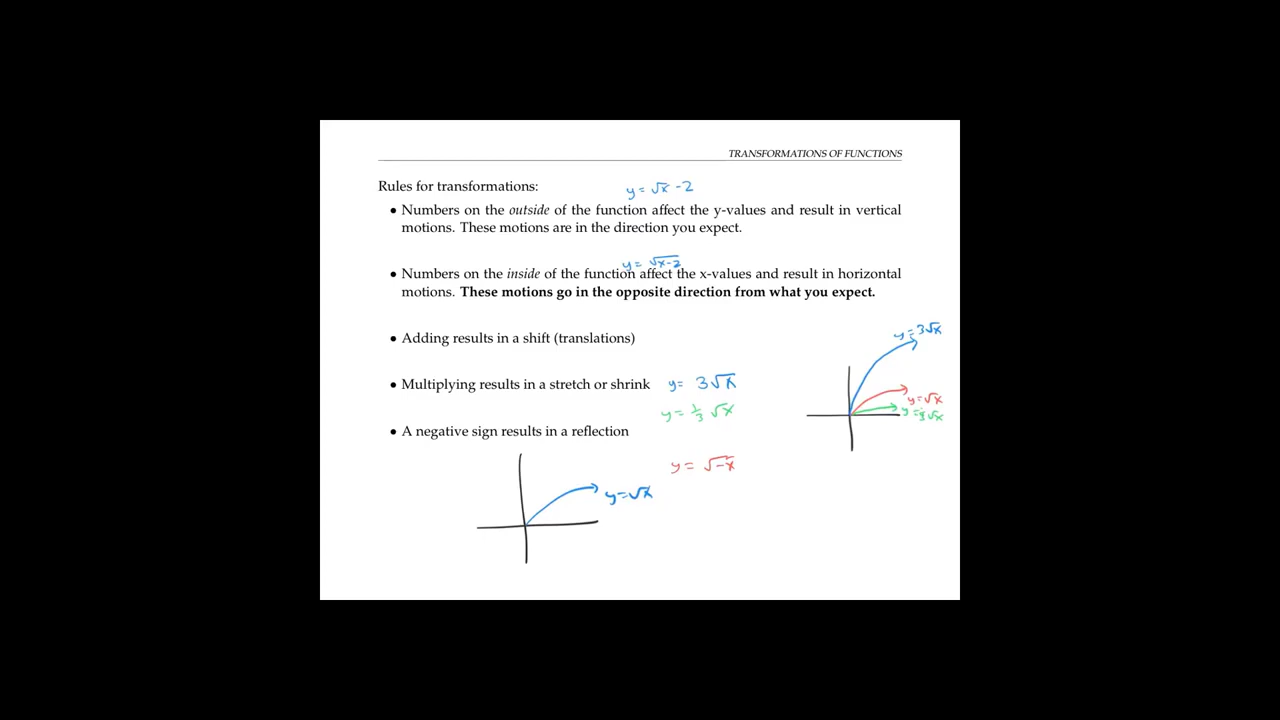 TRANSFORMATIONS OF FUNCTIONS
Rules for transformations:
y = √x - 2
• Numbers on the outside of the function affect the y-values and result in vertical
motions. These motions are in the direction you expect.
y = √(x-2)
• Numbers on the inside of the function affect the x-values and result in horizontal
motions. These motions go in the opposite direction from what you expect.
• Adding results in a shift (translations)
y = 3√x
• Multiplying results in a stretch or shrink
y = 3√x
y = √x
y = 1/3 √x
y = 1/3 √x
• A negative sign results in a reflection
y = √(-x)
y = √x